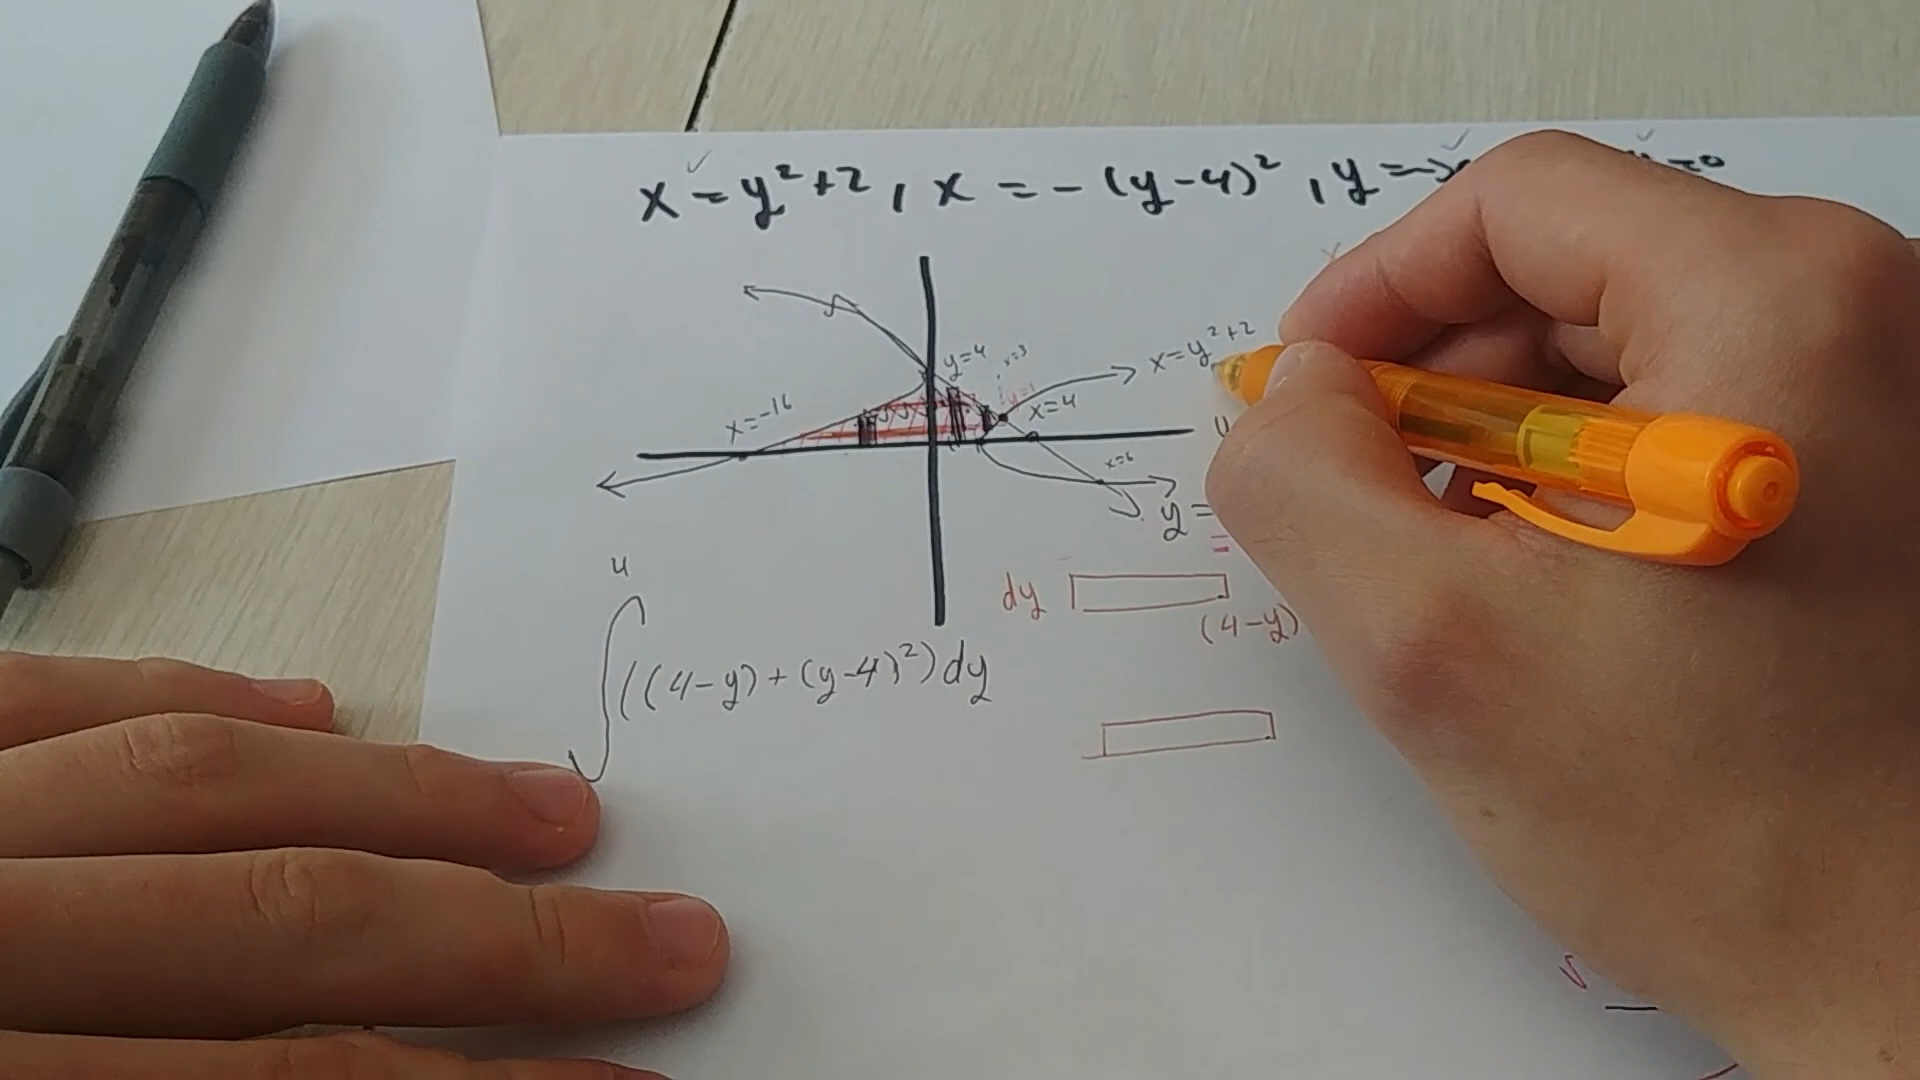 x = y²+2 , x = -(y-4)² , y = -x =0
y=4 x=3
x=y²+2
y=1
x=-16 x=4
x=6
y =
4
dy
(4-y)
∫((4-y)+(y-4)²)dy